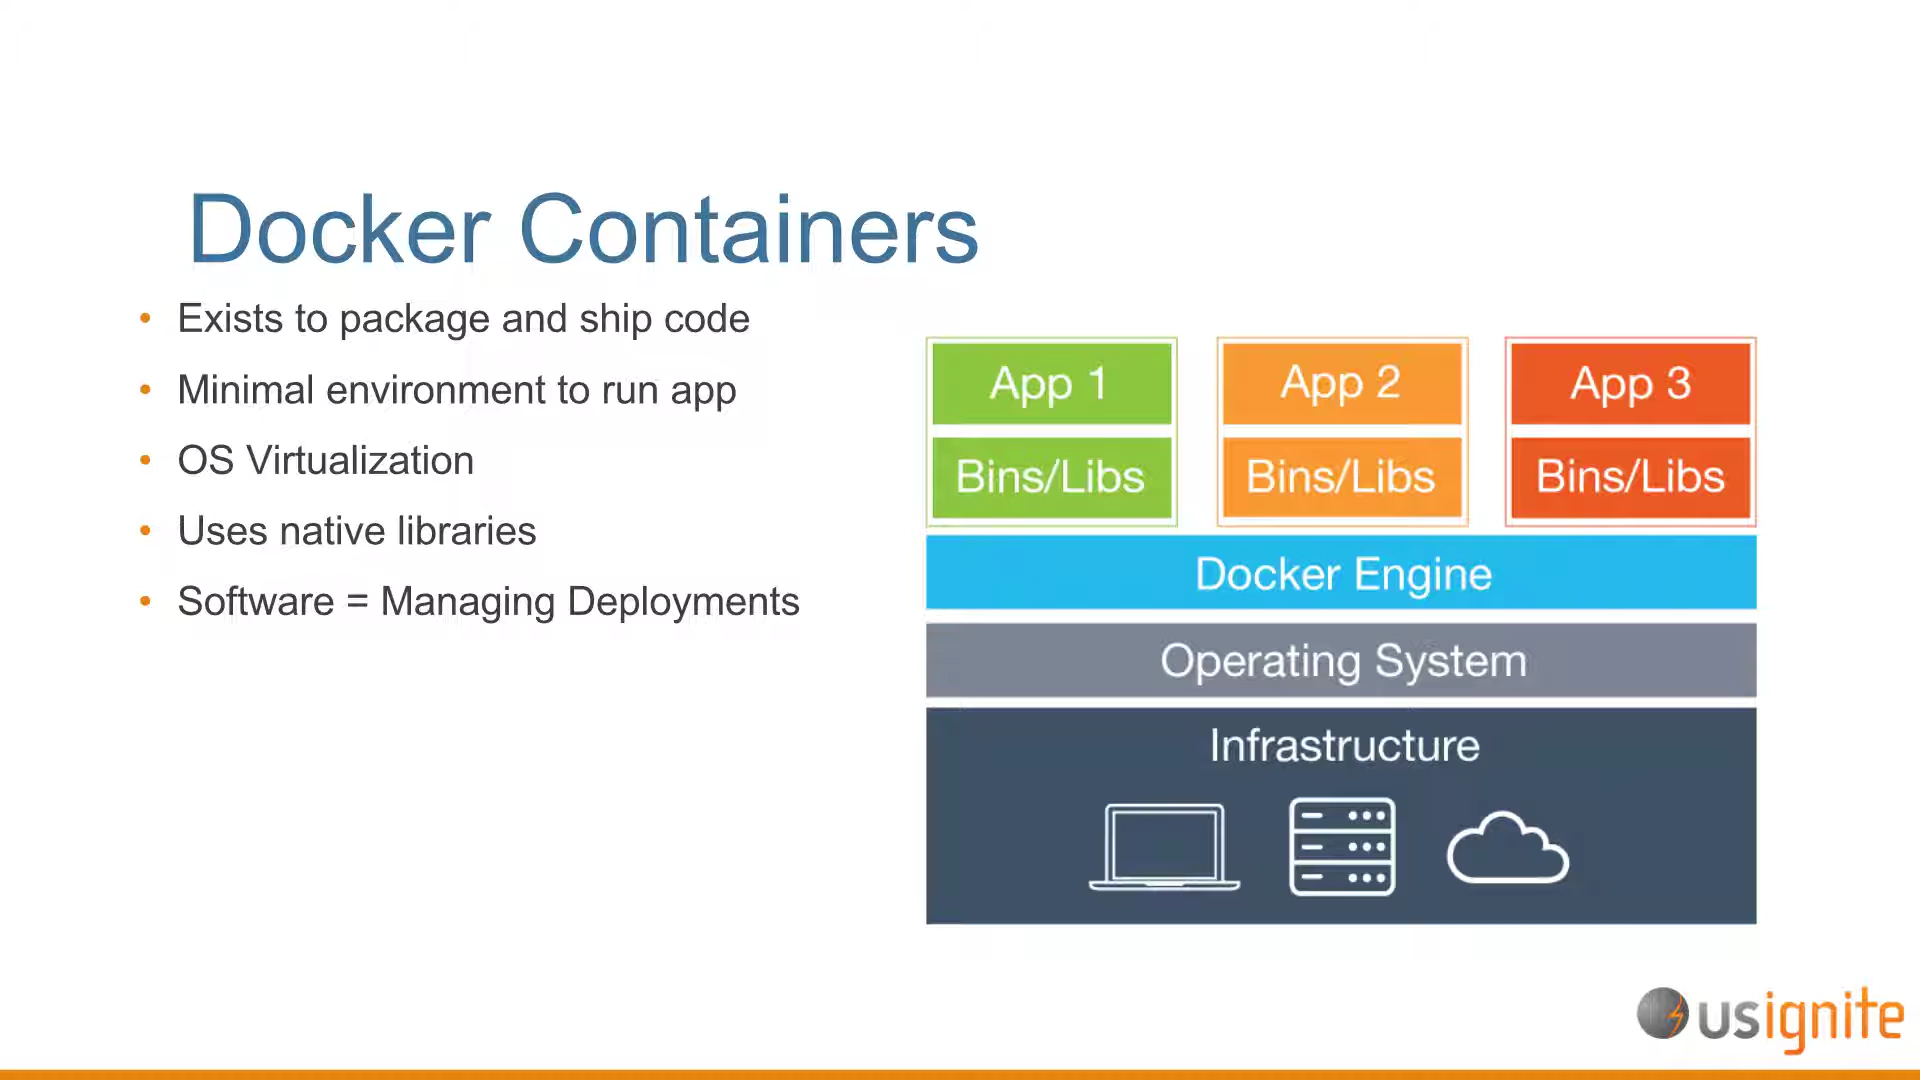 Docker Containers
• Exists to package and ship code
• Minimal environment to run app
• OS Virtualization
• Uses native libraries
• Software = Managing Deployments
App 1
App 2
App 3
Bins/Libs
Bins/Libs
Bins/Libs
Docker Engine
Operating System
Infrastructure
usignite